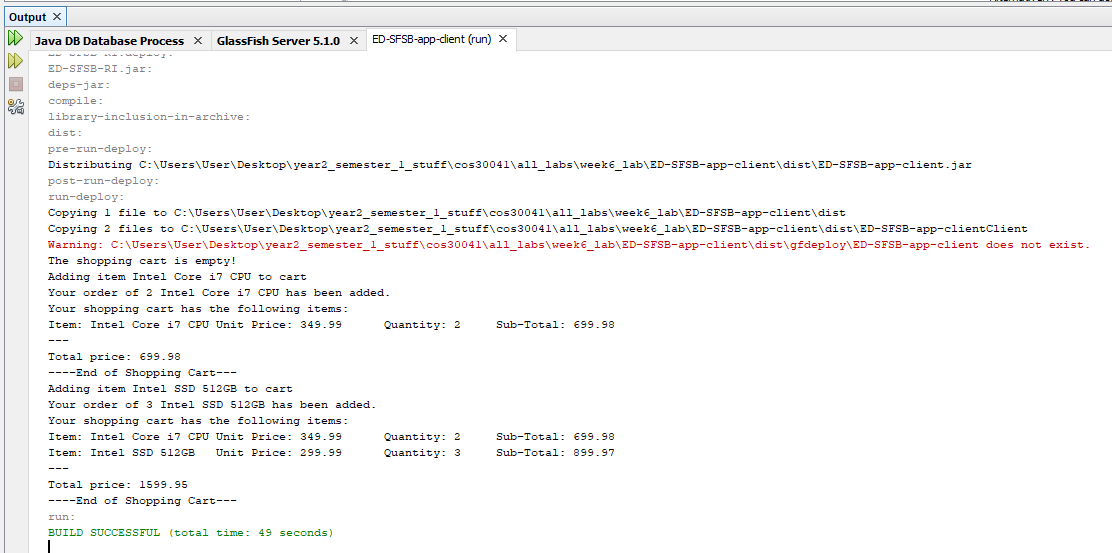 Output
Java DB Database Process
GlassFish Server 5.1.0
ED-SFSB-app-client (run)
ED-SFSB-RI.deploy:
ED-SFSB-RI.jar:
deps-jar:
compile:
library-inclusion-in-archive:
dist:
pre-run-deploy:
Distributing C:\Users\User\Desktop\year2_semester_1_stuff\cos30041\all_labs\week6_lab\ED-SFSB-app-client\dist\ED-SFSB-app-client.jar
post-run-deploy:
run-deploy:
Copying 1 file to C:\Users\User\Desktop\year2_semester_1_stuff\cos30041\all_labs\week6_lab\ED-SFSB-app-client\dist
Copying 2 files to C:\Users\User\Desktop\year2_semester_1_stuff\cos30041\all_labs\week6_lab\ED-SFSB-app-client\dist\ED-SFSB-app-clientClient
Warning: C:\Users\User\Desktop\year2_semester_1_stuff\cos30041\all_labs\week6_lab\ED-SFSB-app-client\dist\gfdeploy\ED-SFSB-app-client does not exist.
The shopping cart is empty!
Adding item Intel Core i7 CPU to cart
Your order of 2 Intel Core i7 CPU has been added.
Your shopping cart has the following items:
Item: Intel Core i7 CPU Unit Price: 349.99 Quantity: 2 Sub-Total: 699.98
---
Total price: 699.98
----End of Shopping Cart---
Adding item Intel SSD 512GB to cart
Your order of 3 Intel SSD 512GB has been added.
Your shopping cart has the following items:
Item: Intel Core i7 CPU Unit Price: 349.99 Quantity: 2 Sub-Total: 699.98
Item: Intel SSD 512GB Unit Price: 299.99 Quantity: 3 Sub-Total: 899.97
---
Total price: 1599.95
----End of Shopping Cart---
run:
BUILD SUCCESSFUL (total time: 49 seconds)